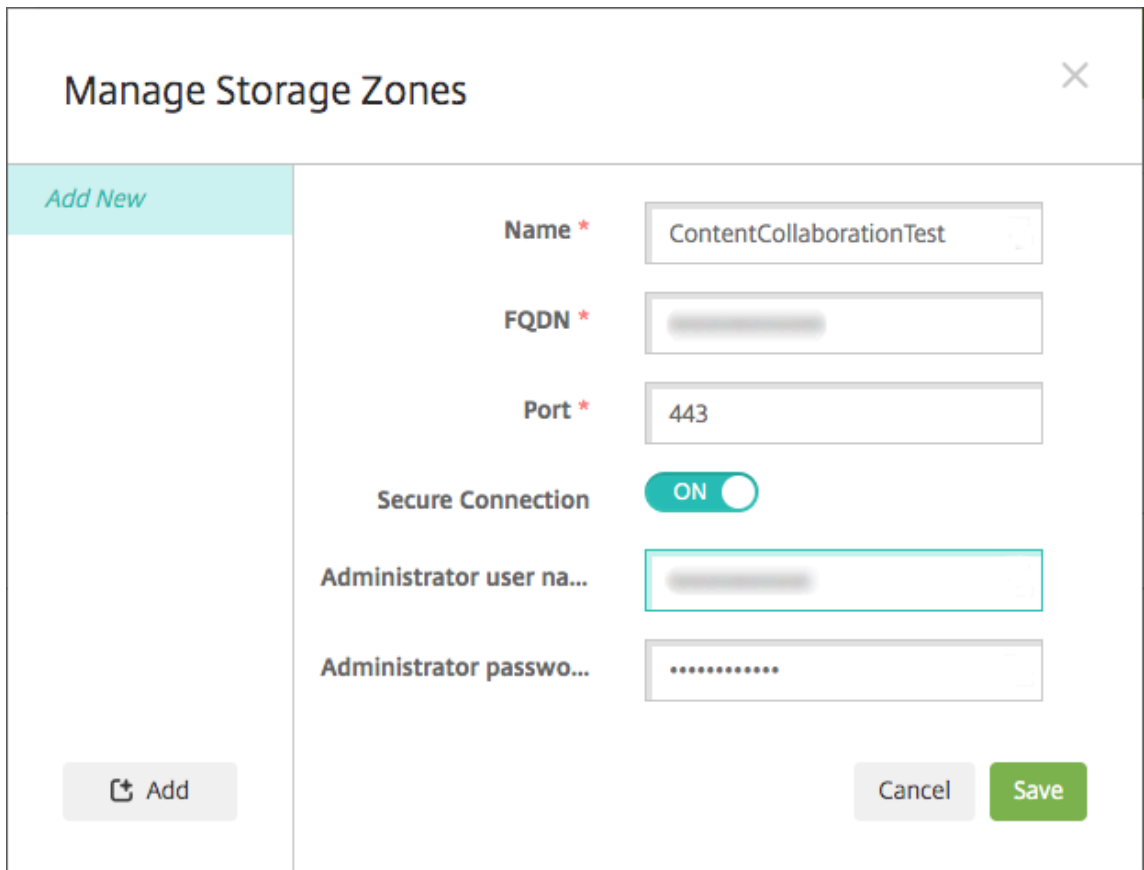 Manage Storage Zones
Add New
Name *
ContentCollaborationTest
FQDN *
Port *
443
Secure Connection
ON
Administrator user na...
Administrator passwo...
••••••••••••
Add
Cancel
Save